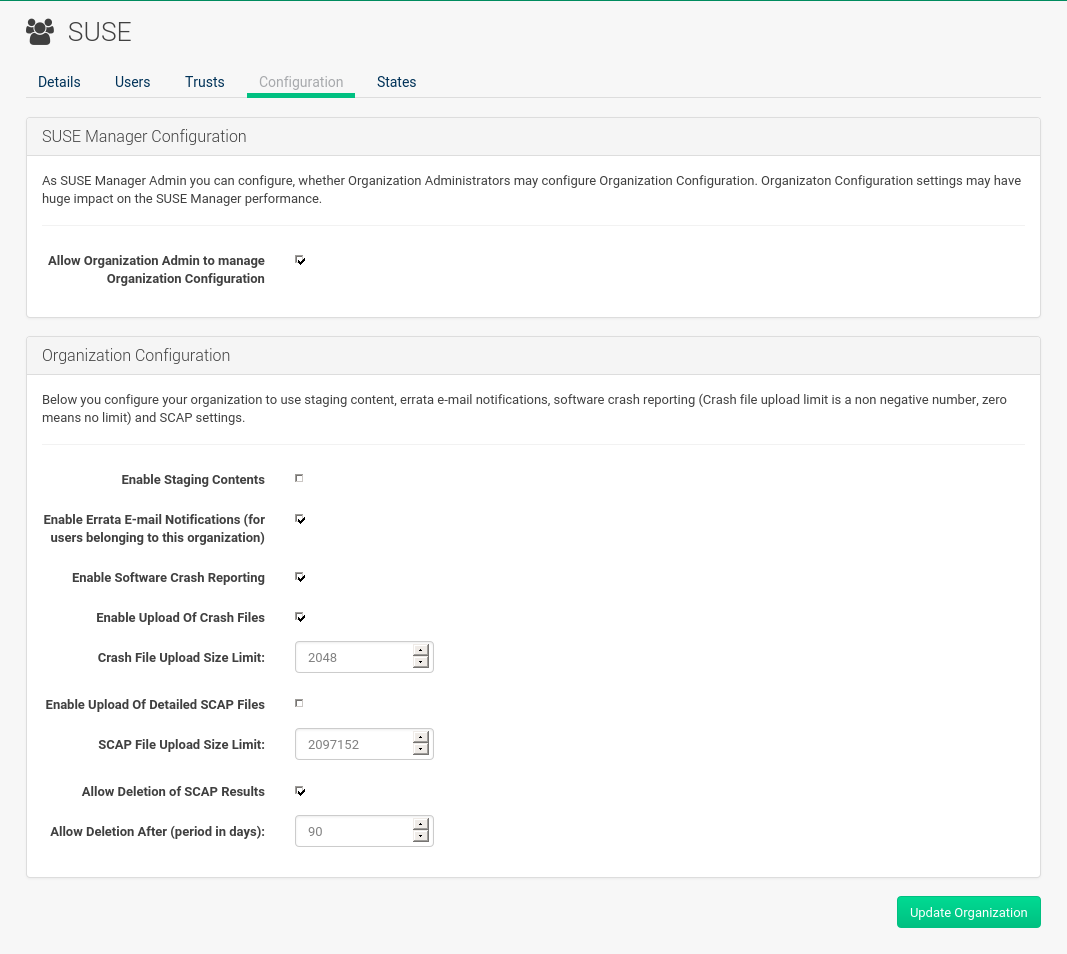 SUSE
Details Users Trusts Configuration States
SUSE Manager Configuration
As SUSE Manager Admin you can configure, whether Organization Administrators may configure Organization Configuration. Organizaton Configuration settings may have
huge impact on the SUSE Manager performance.
Allow Organization Admin to manage
Organization Configuration
Organization Configuration
Below you configure your organization to use staging content, errata e-mail notifications, software crash reporting (Crash file upload limit is a non negative number, zero
means no limit) and SCAP settings.
Enable Staging Contents
Enable Errata E-mail Notifications (for
users belonging to this organization)
Enable Software Crash Reporting
Enable Upload Of Crash Files
Crash File Upload Size Limit: 2048
Enable Upload Of Detailed SCAP Files
SCAP File Upload Size Limit: 2097152
Allow Deletion of SCAP Results
Allow Deletion After (period in days): 90
Update Organization